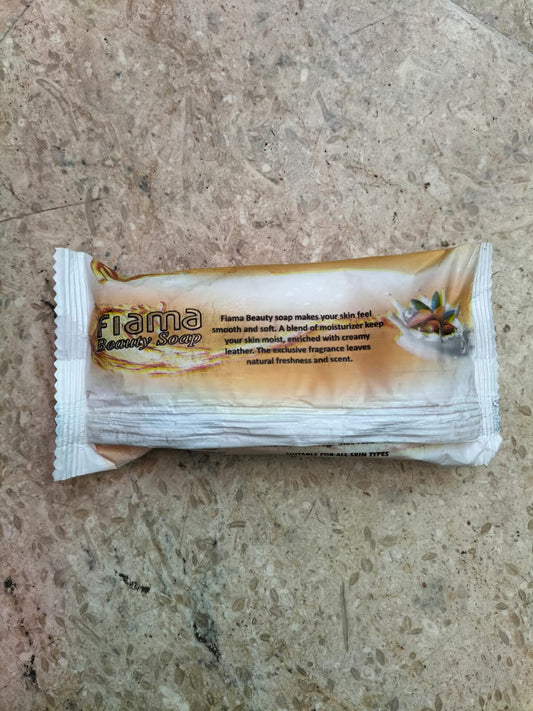 Fiama
Beauty Soap
Fiama Beauty soap makes your skin feel
smooth and soft. A blend of moisturizer keep
your skin moist, enriched with creamy
leather. The exclusive fragrance leaves
natural freshness and scent.
SUITABLE FOR ALL SKIN TYPES